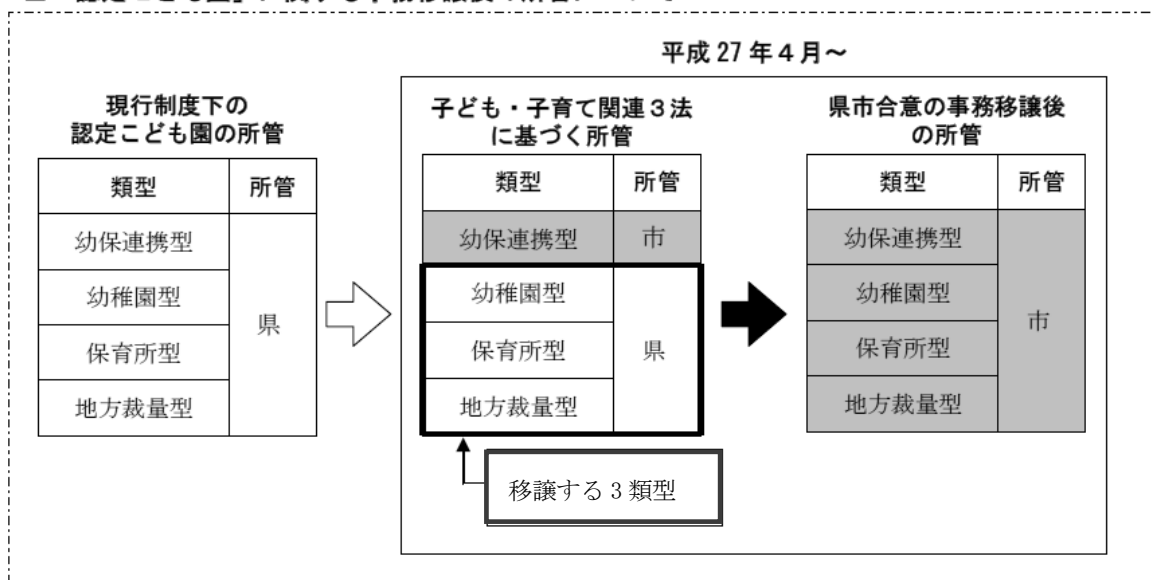 平成 27 年 4 月～
現行制度下の
認定こども園の所管
類型 所管
幼保連携型
幼稚園型
保育所型
地方裁量型
県
子ども・子育て関連３法
に基づく所管
類型 所管
幼保連携型 市
幼稚園型
保育所型
地方裁量型
県
移譲する 3 類型
県市合意の事務移譲後
の所管
類型 所管
幼保連携型
幼稚園型
保育所型
地方裁量型
市